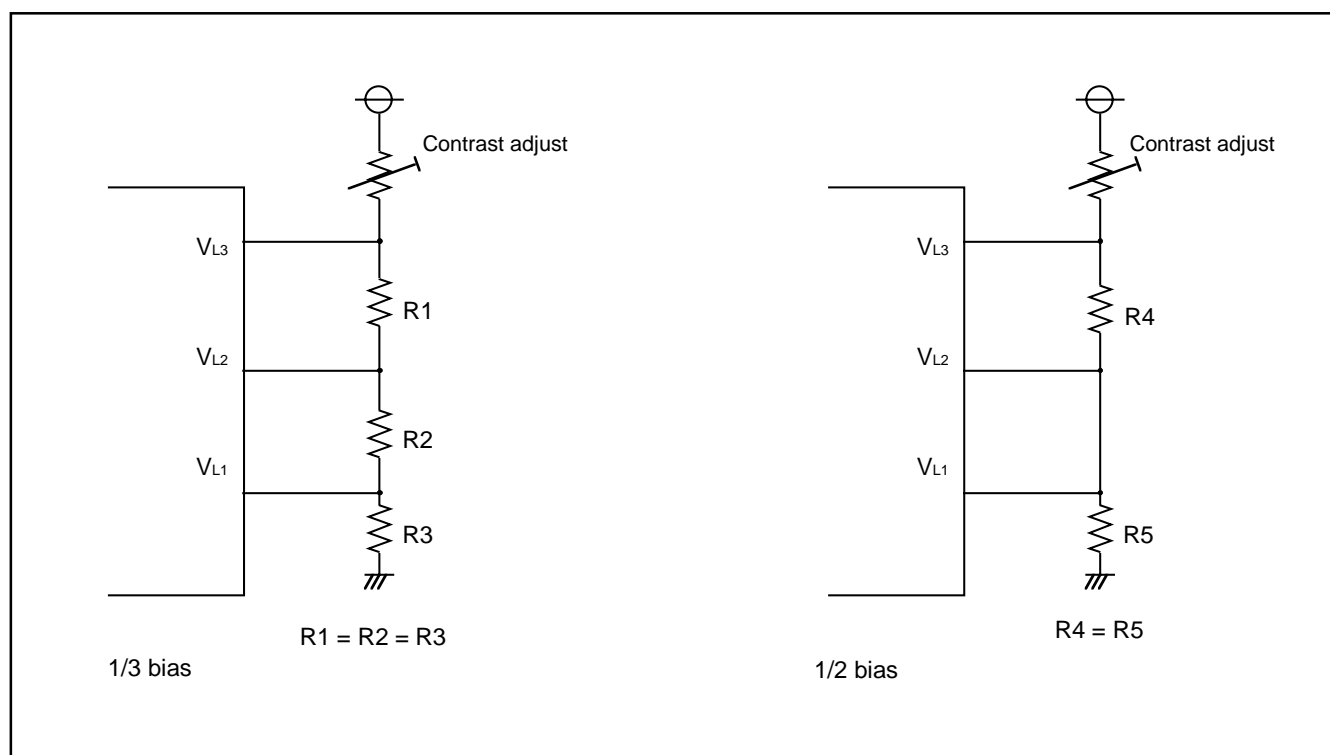 Contrast adjust
VL3
R1
VL2
R2
VL1
R3
R1 = R2 = R3
1/3 bias
Contrast adjust
VL3
R4
VL2
VL1
R5
R4 = R5
1/2 bias